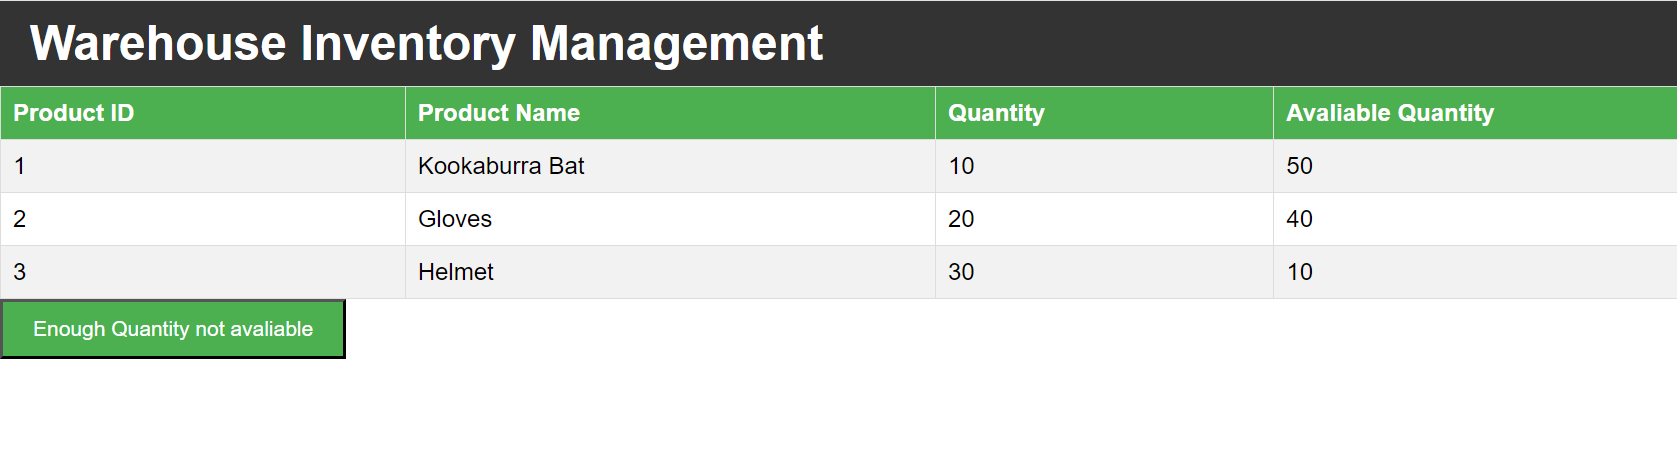 Warehouse Inventory Management
Product ID Product Name Quantity Avaliable Quantity
1 Kookaburra Bat 10 50
2 Gloves 20 40
3 Helmet 30 10
Enough Quantity not avaliable